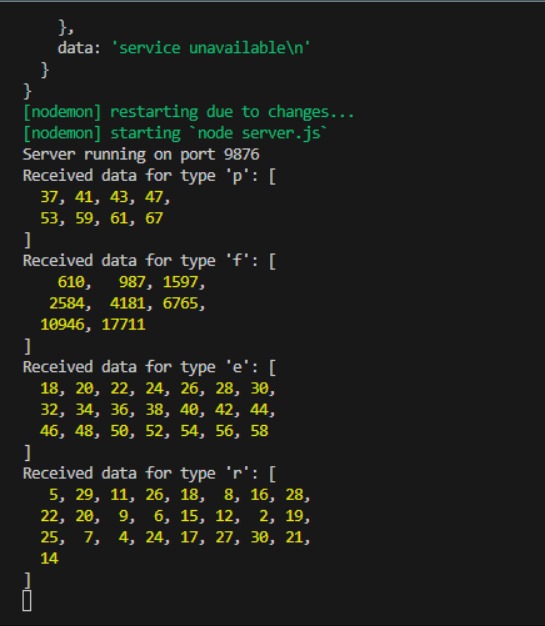 },
data: 'service unavailable\n'
}
}
[nodemon] restarting due to changes...
[nodemon] starting `node server.js`
Server running on port 9876
Received data for type 'p': [
37, 41, 43, 47,
53, 59, 61, 67
]
Received data for type 'f': [
610, 987, 1597,
2584, 4181, 6765,
10946, 17711
]
Received data for type 'e': [
18, 20, 22, 24, 26, 28, 30,
32, 34, 36, 38, 40, 42, 44,
46, 48, 50, 52, 54, 56, 58
]
Received data for type 'r': [
5, 29, 11, 26, 18, 8, 16, 28,
22, 20, 9, 6, 15, 12, 2, 19,
25, 7, 4, 24, 17, 27, 30, 21,
14
]